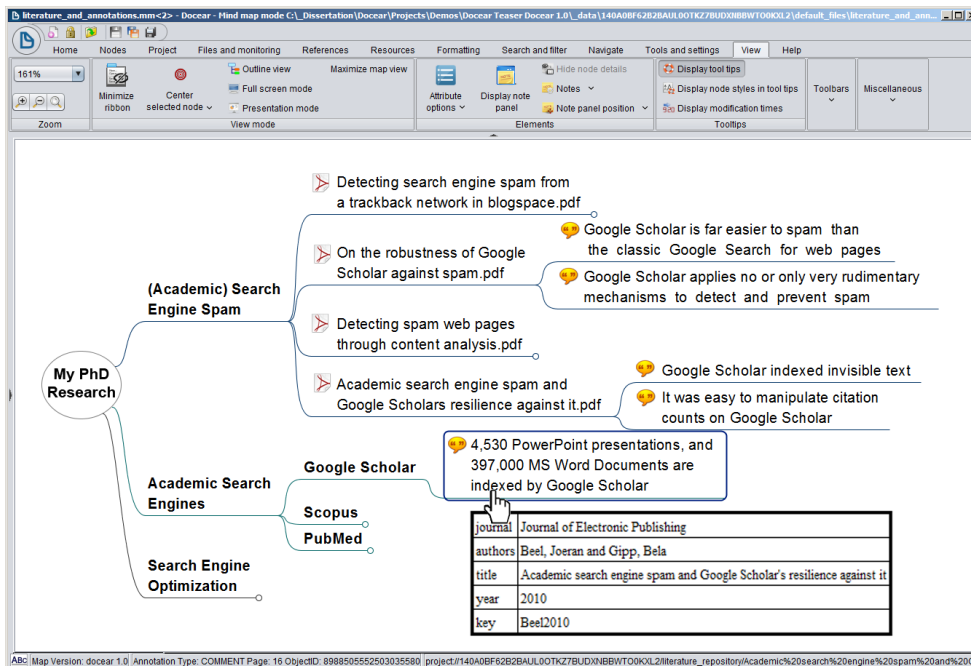 literature_and_annotations.mm<2> - Docear - Mind map mode C:\_Dissertation\Docear\Projects\Demos\Docear Teaser Docear 1.0\_data\140A0BF62B2BAUL0OTKZ7BUDXNBBWTO0KXL2\default_files\literature_and_ann...
Home Nodes Project Files and monitoring References Resources Formatting Search and filter Navigate Tools and settings View Help
161%
Zoom
Minimize ribbon
Center selected node
Outline view
Full screen mode
Presentation mode
Maximize map view
View mode
Attribute options
Display note panel
Hide node details
Notes
Note panel position
Elements
Display tool tips
Display node styles in tool tips
Display modification times
Tooltips
Toolbars
Miscellaneous
My PhD
Research
(Academic) Search
Engine Spam
Detecting search engine spam from
a trackback network in blogspace.pdf
On the robustness of Google
Scholar against spam.pdf
Google Scholar is far easier to spam than
the classic Google Search for web pages
Google Scholar applies no or only very rudimentary
mechanisms to detect and prevent spam
Detecting spam web pages
through content analysis.pdf
Academic search engine spam and
Google Scholars resilience against it.pdf
Google Scholar indexed invisible text
It was easy to manipulate citation
counts on Google Scholar
Academic Search
Engines
Google Scholar
4,530 PowerPoint presentations, and
397,000 MS Word Documents are
indexed by Google Scholar
Scopus
PubMed
Search Engine
Optimization
journal Journal of Electronic Publishing
authors Beel, Joeran and Gipp, Bela
title Academic search engine spam and Google Scholar's resilience against it
year 2010
key Beel2010
ABC Map Version: docear 1.0 Annotation Type: COMMENT Page: 16 ObjectID: 8988505552503035580 project://140A0BF62B2BAUL0OTKZ7BUDXNBBWTO0KXL2/literature_repository/Academic%20search%20engine%20spam%20and%20G